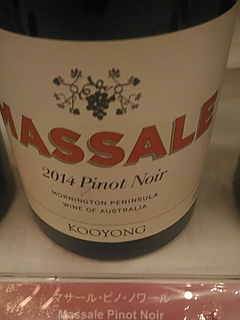 MASSALE
2014 Pinot Noir
MORNINGTON PENINSULA
WINE OF AUSTRALIA
KOOYONG
マサール・ピノ・ノワール
Massale Pinot Noir